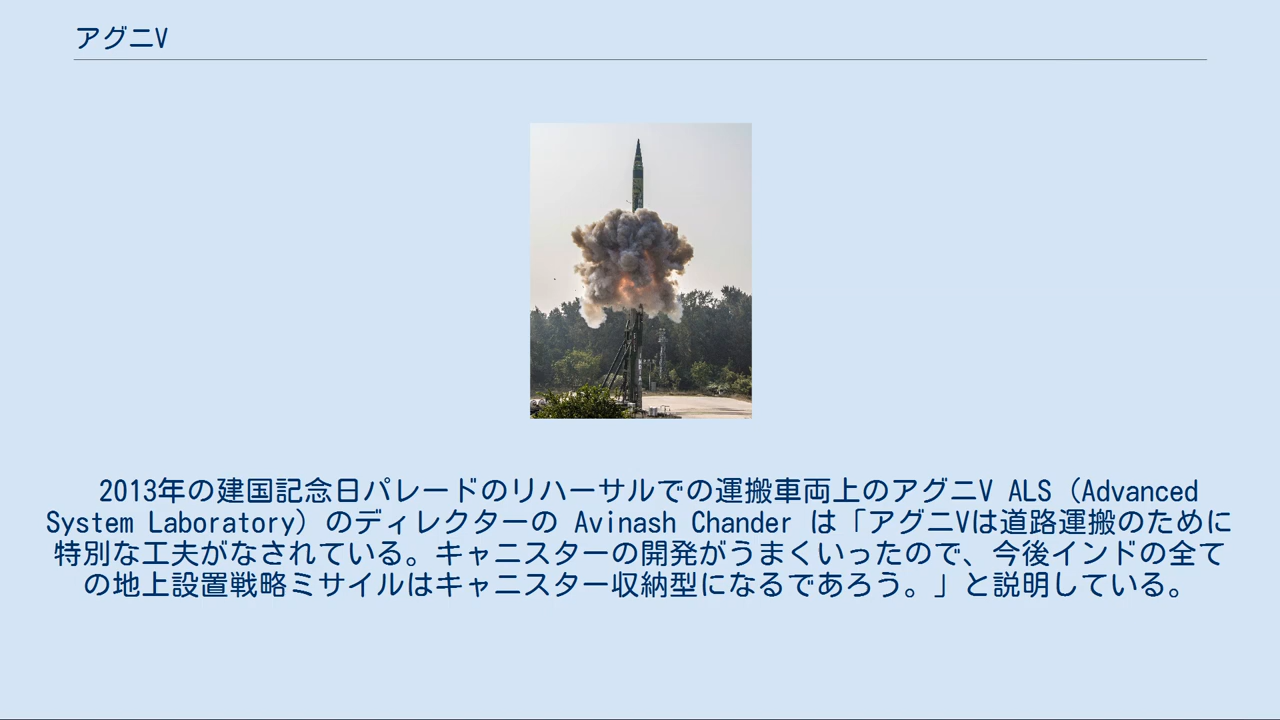 アグニV
2013年の建国記念日パレードのリハーサルでの運搬車両上のアグニV ALS（Advanced
System Laboratory）のディレクターの Avinash Chander は「アグニVは道路運搬のために
特別な工夫がなされている。キャニスターの開発がうまくいったので、今後インドの全て
の地上設置戦略ミサイルはキャニスター収納型になるであろう。」と説明している。